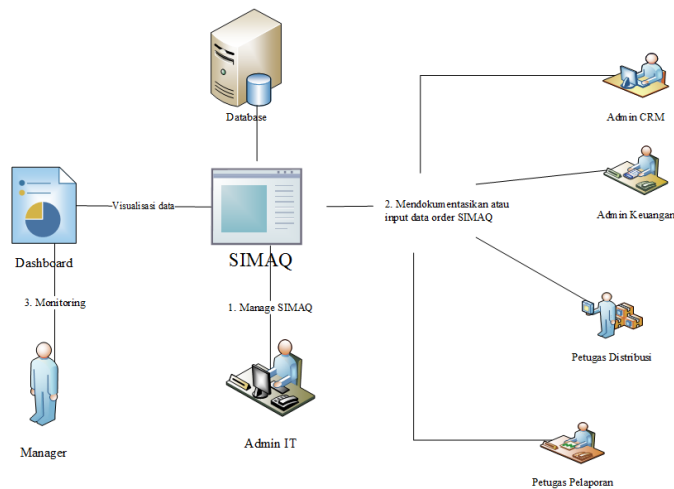 Database
Admin CRM
Visualisasi data
2. Mendokumentasikan atau
input data order SIMAQ
Admin Keuangan
Dashboard
SIMAQ
3. Monitoring
1. Manage SIMAQ
Petugas Distribusi
Manager
Admin IT
Petugas Pelaporan